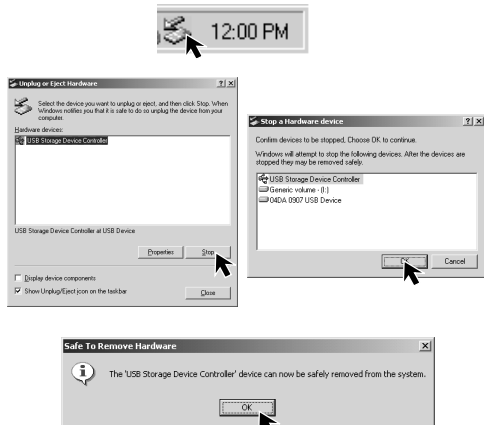 12:00 PM
Unplug or Eject Hardware
Select the device you want to unplug or eject, and then click Stop. When
Windows notifies you that it is safe to do so unplug the device from your
computer.
Hardware devices:
USB Storage Device Controller
USB Storage Device Controller at USB Device
Properties
Stop
Display device components
Show Unplug/Eject icon on the taskbar
Close
Stop a Hardware device
Confirm devices to be stopped, Choose OK to continue.
Windows will attempt to stop the following devices. After the devices are
stopped they may be removed safely.
USB Storage Device Controller
Generic volume - (I:)
04DA 0907 USB Device
OK
Cancel
Safe To Remove Hardware
The 'USB Storage Device Controller' device can now be safely removed from the system.
OK